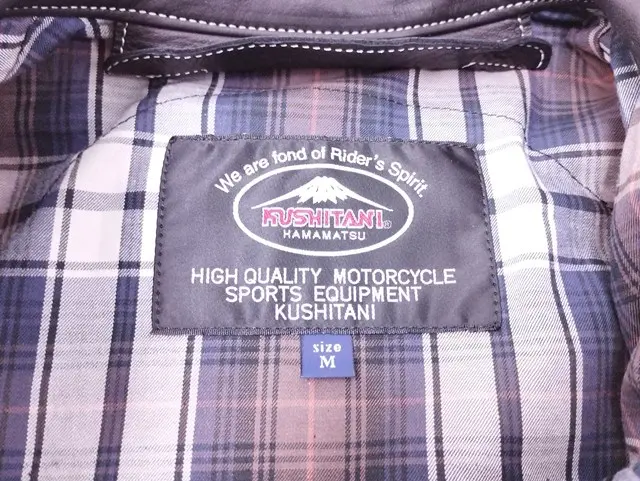 We are fond of Rider's Spirit.
KUSHITANI®
HAMAMATSU
HIGH QUALITY MOTORCYCLE
SPORTS EQUIPMENT
KUSHITANI
size
M